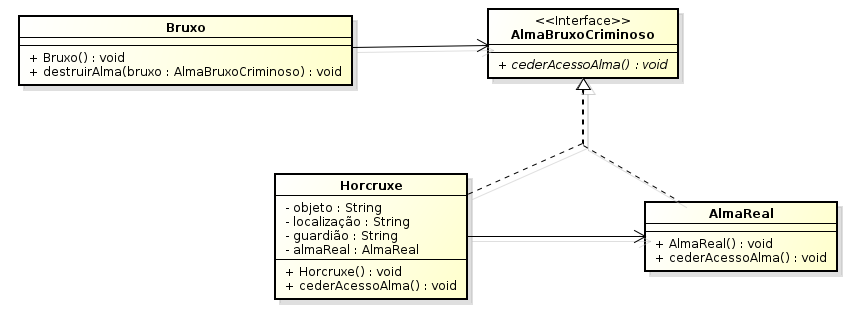 Bruxo
+ Bruxo() : void
+ destruirAlma(bruxo : AlmaBruxoCriminoso) : void
<<Interface>>
AlmaBruxoCriminoso
+ cederAcessoAlma() : void
Horcruxe
- objeto : String
- localização : String
- guardião : String
- almaReal : AlmaReal
+ Horcruxe() : void
+ cederAcessoAlma() : void
AlmaReal
+ AlmaReal() : void
+ cederAcessoAlma() : void